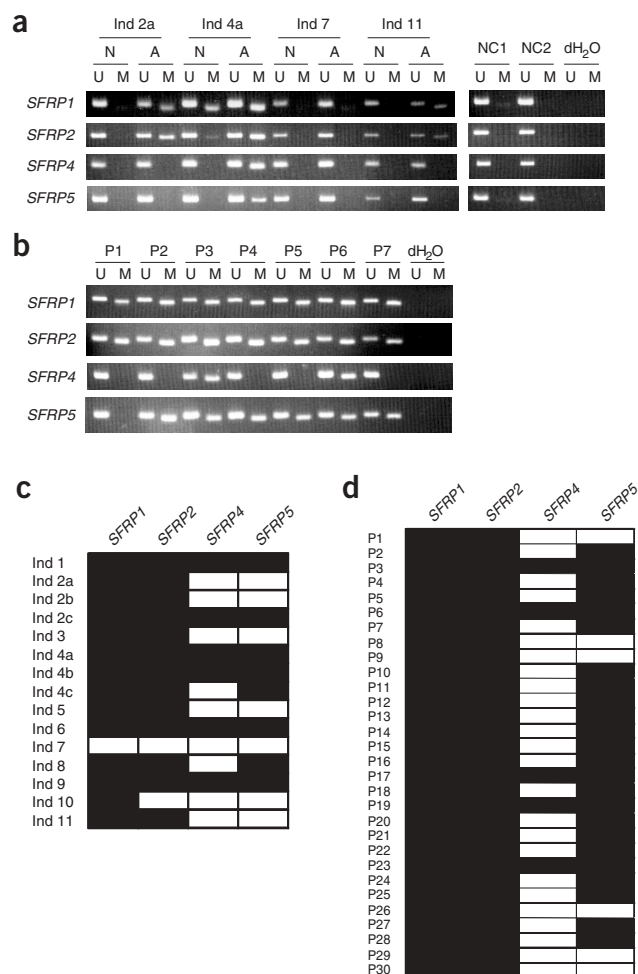 a
Ind 2a Ind 4a Ind 7 Ind 11
N A N A N A N A NC1 NC2 dH2O
U M U M U M U M U M U M U M U M U M U M U M
SFRP1
SFRP2
SFRP4
SFRP5
b
P1 P2 P3 P4 P5 P6 P7 dH2O
U M U M U M U M U M U M U M U M
SFRP1
SFRP2
SFRP4
SFRP5
c
SFRP1 SFRP2 SFRP4 SFRP5
Ind 1
Ind 2a
Ind 2b
Ind 2c
Ind 3
Ind 4a
Ind 4b
Ind 4c
Ind 5
Ind 6
Ind 7
Ind 8
Ind 9
Ind 10
Ind 11
d
SFRP1 SFRP2 SFRP4 SFRP5
P1
P2
P3
P4
P5
P6
P7
P8
P9
P10
P11
P12
P13
P14
P15
P16
P17
P18
P19
P20
P21
P22
P23
P24
P25
P26
P27
P28
P29
P30